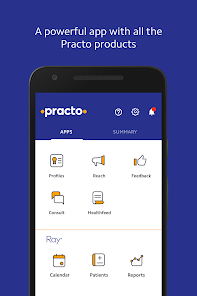 A powerful app with all the
Practo products
•practo•
APPS
SUMMARY
Profiles
Reach
Feedback
Consult
Healthfeed
Ray
Calendar
Patients
Reports